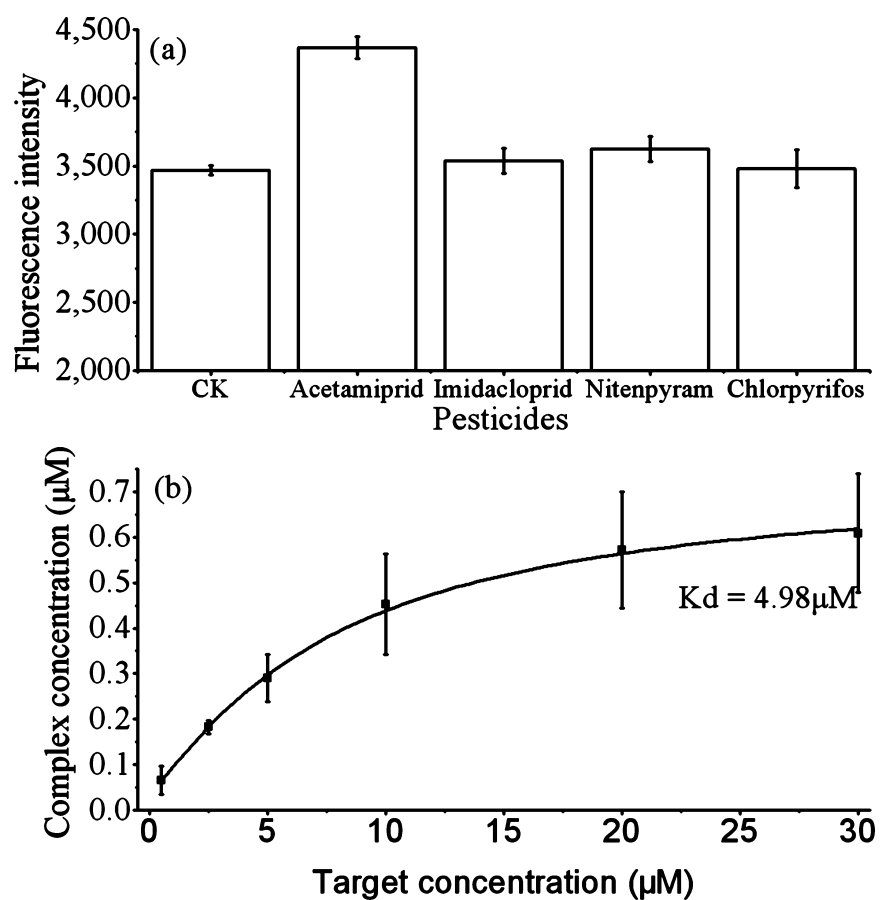 (a)
Fluorescence intensity
4,500
4,000
3,500
3,000
2,500
2,000
CK Acetamiprid Imidacloprid Nitenpyram Chlorpyrifos
Pesticides
(b)
Complex concentration (μM)
0.7
0.6
0.5
0.4
0.3
0.2
0.1
0.0
Kd = 4.98μM
0 5 10 15 20 25 30
Target concentration (μM)